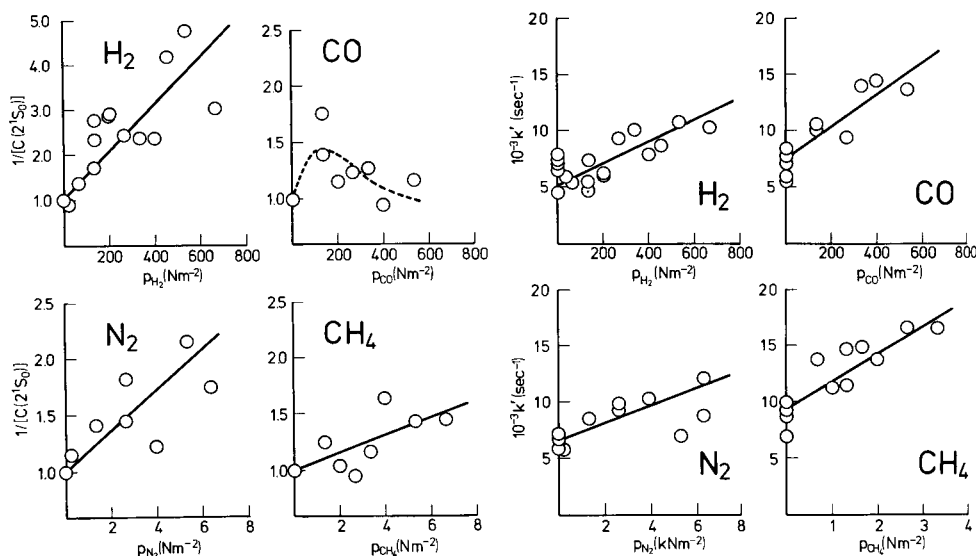 1/[C(2¹S₀)]
5.0
4.0
3.0
2.0
1.0
H₂
0 200 400 600 800
p_H₂(Nm⁻²)
2.5
2.0
1.5
1.0
CO
0 200 400 600 800
p_CO(Nm⁻²)
10⁻³k′ (sec⁻¹)
20
15
10
5
H₂
0 200 400 600 800
p_H₂(Nm⁻²)
20
15
10
5
CO
0 200 400 600 800
p_CO(Nm⁻²)
1/[C(2¹S₀)]
2.5
2.0
1.5
1.0
N₂
2 4 6 8
p_N₂(Nm⁻²)
2.5
2.0
1.5
1.0
CH₄
0 2 4 6 8
p_CH₄(Nm⁻²)
10⁻³k′ (sec⁻¹)
20
15
10
5
N₂
0 2 4 6 8
p_N₂(kNm⁻²)
20
15
10
5
CH₄
1 2 3 4
p_CH₄(Nm⁻²)